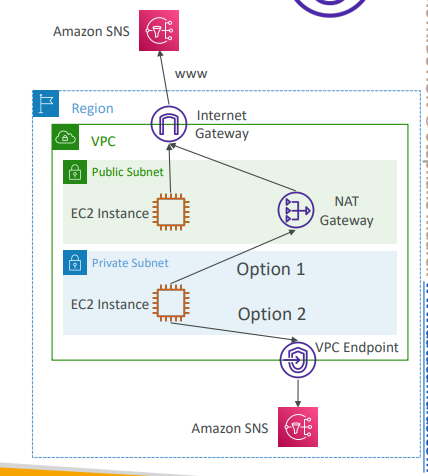 Amazon SNS
www
Region
Internet
Gateway
VPC
Public Subnet
EC2 Instance
NAT
Gateway
Private Subnet
Option 1
EC2 Instance
Option 2
VPC Endpoint
Amazon SNS